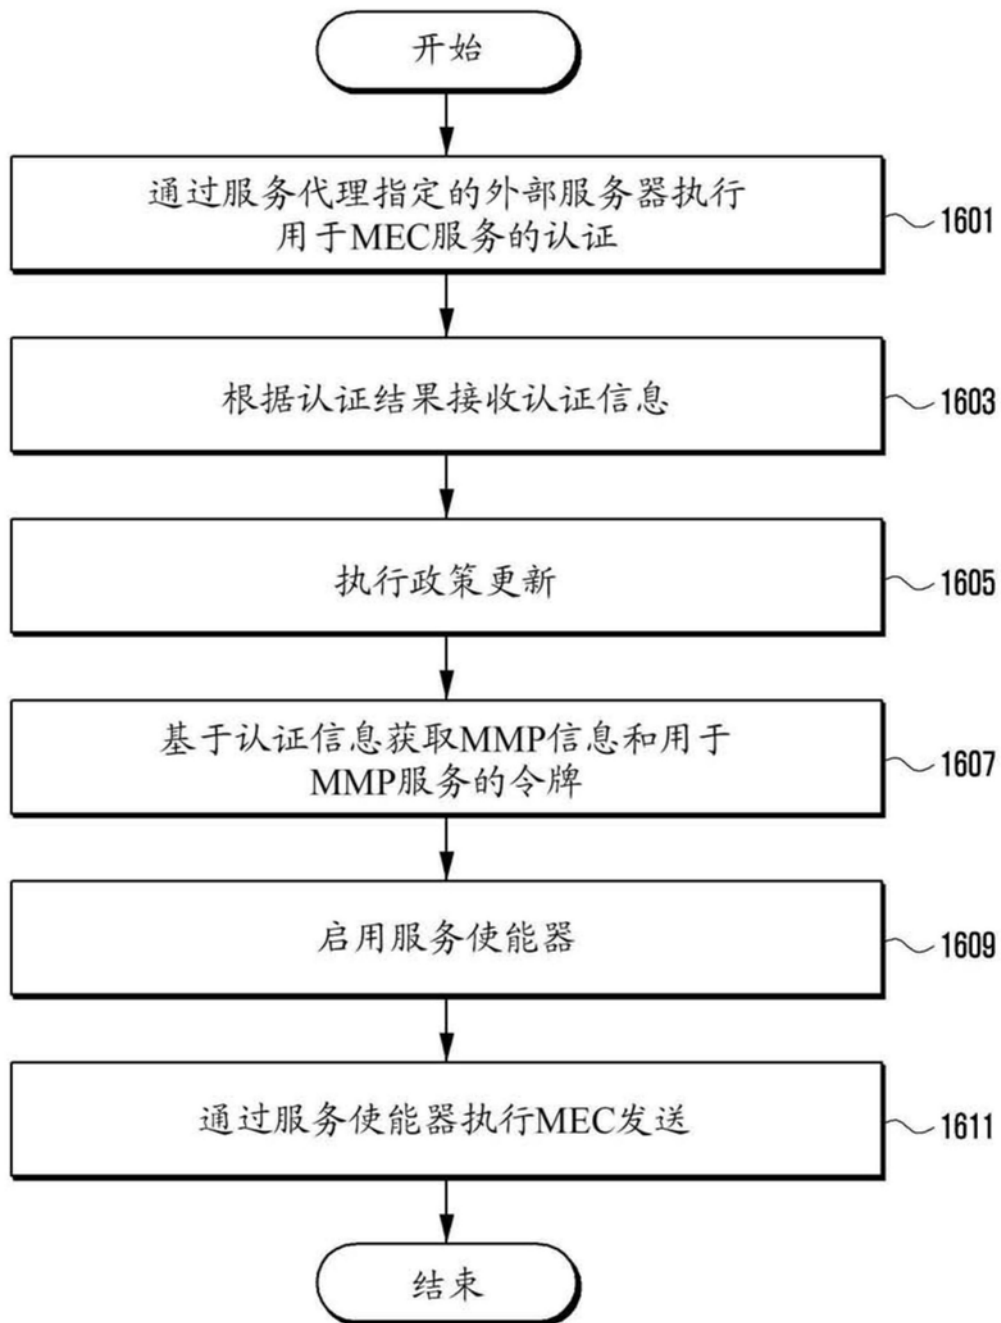 开始
通过服务代理指定的外部服务器执行
用于MEC服务的认证
1601
根据认证结果接收认证信息
1603
执行政策更新
1605
基于认证信息获取MMP信息和用于
MMP服务的令牌
1607
启用服务使能器
1609
通过服务使能器执行MEC发送
1611
结束